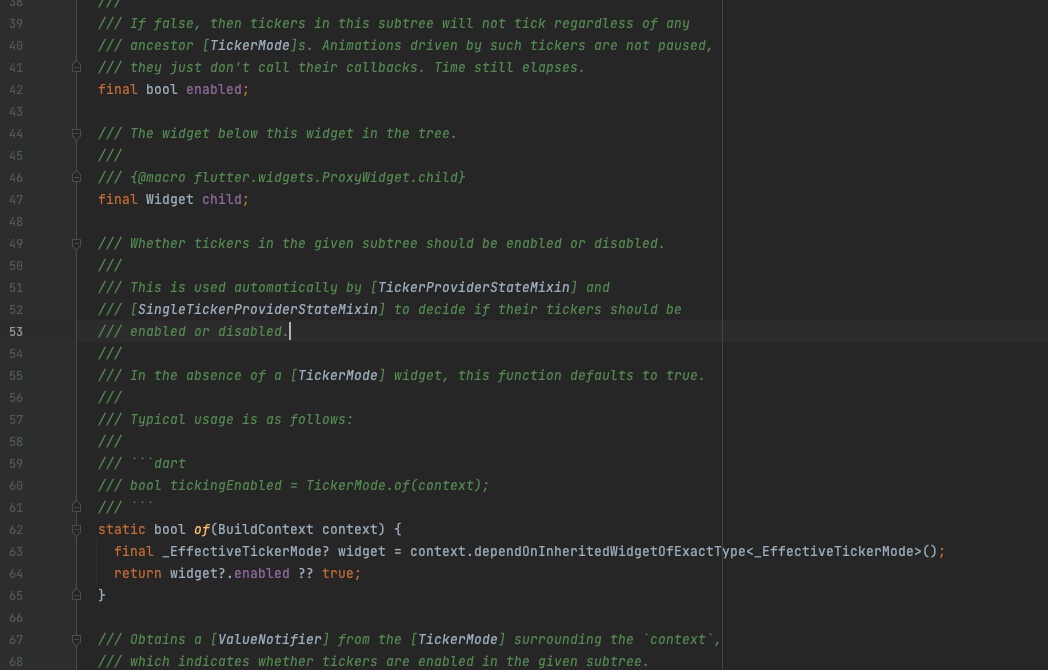 38 ///
39 /// If false, then tickers in this subtree will not tick regardless of any
40 /// ancestor [TickerMode]s. Animations driven by such tickers are not paused,
41 /// they just don't call their callbacks. Time still elapses.
42 final bool enabled;
43
44 /// The widget below this widget in the tree.
45 ///
46 /// {@macro flutter.widgets.ProxyWidget.child}
47 final Widget child;
48
49 /// Whether tickers in the given subtree should be enabled or disabled.
50 ///
51 /// This is used automatically by [TickerProviderStateMixin] and
52 /// [SingleTickerProviderStateMixin] to decide if their tickers should be
53 /// enabled or disabled.
54 ///
55 /// In the absence of a [TickerMode] widget, this function defaults to true.
56 ///
57 /// Typical usage is as follows:
58 ///
59 /// ```dart
60 /// bool tickingEnabled = TickerMode.of(context);
61 /// ```
62 static bool of(BuildContext context) {
63   final _EffectiveTickerMode? widget = context.dependOnInheritedWidgetOfExactType<_EffectiveTickerMode>();
64   return widget?.enabled ?? true;
65 }
66
67 /// Obtains a [ValueNotifier] from the [TickerMode] surrounding the `context`,
68 /// which indicates whether tickers are enabled in the given subtree.